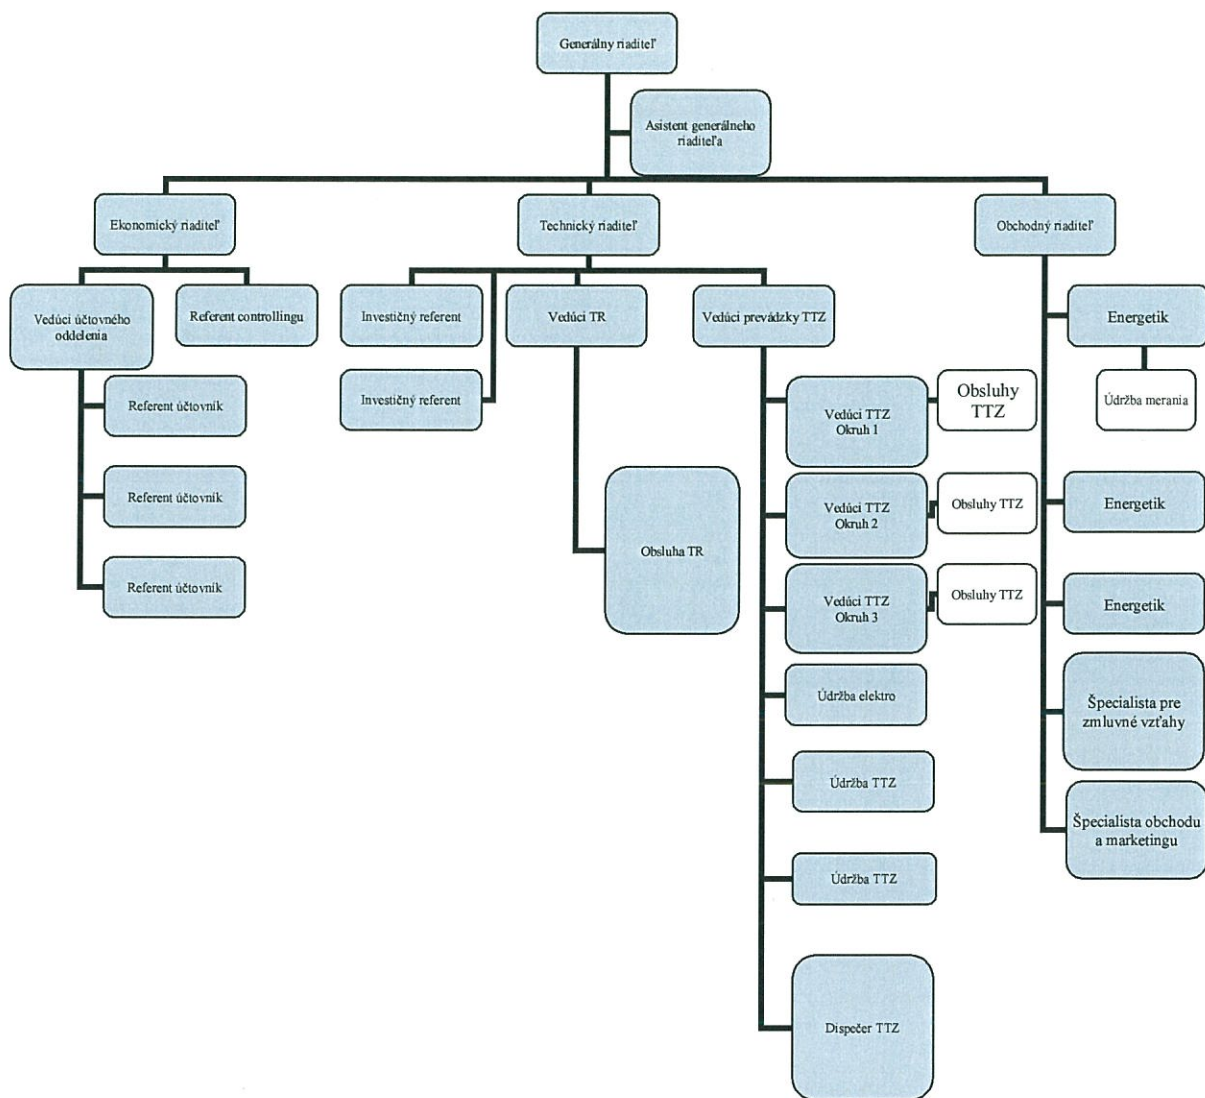 Generálny riaditeľ
Asistent generálneho
riaditeľa
Ekonomický riaditeľ
Technický riaditeľ
Obchodný riaditeľ
Vedúci účtovného
oddelenia
Referent controllingu
Investičný referent
Vedúci TR
Vedúci prevádzky TTZ
Energetik
Referent účtovník
Investičný referent
Vedúci TTZ
Okruh 1
Obsluhy
TTZ
Údržba merania
Referent účtovník
Vedúci TTZ
Okruh 2
Obsluhy TTZ
Energetik
Obsluha TR
Referent účtovník
Vedúci TTZ
Okruh 3
Obsluhy TTZ
Energetik
Údržba elektro
Špecialista pre
zmluvné vzťahy
Údržba TTZ
Špecialista obchodu
a marketingu
Údržba TTZ
Dispečer TTZ